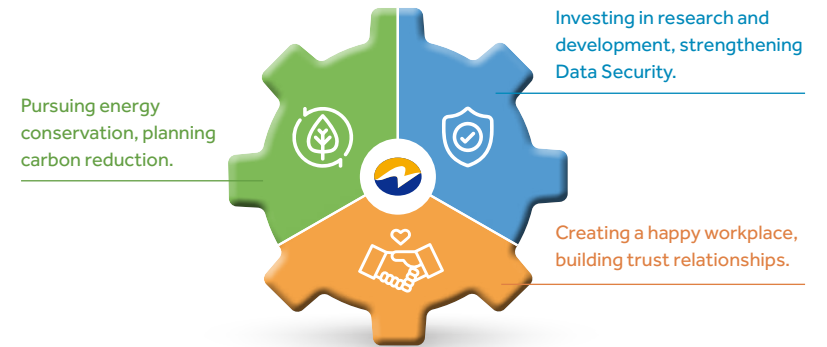 Investing in research and
development, strengthening
Data Security.
Pursuing energy
conservation, planning
carbon reduction.
Creating a happy workplace,
building trust relationships.